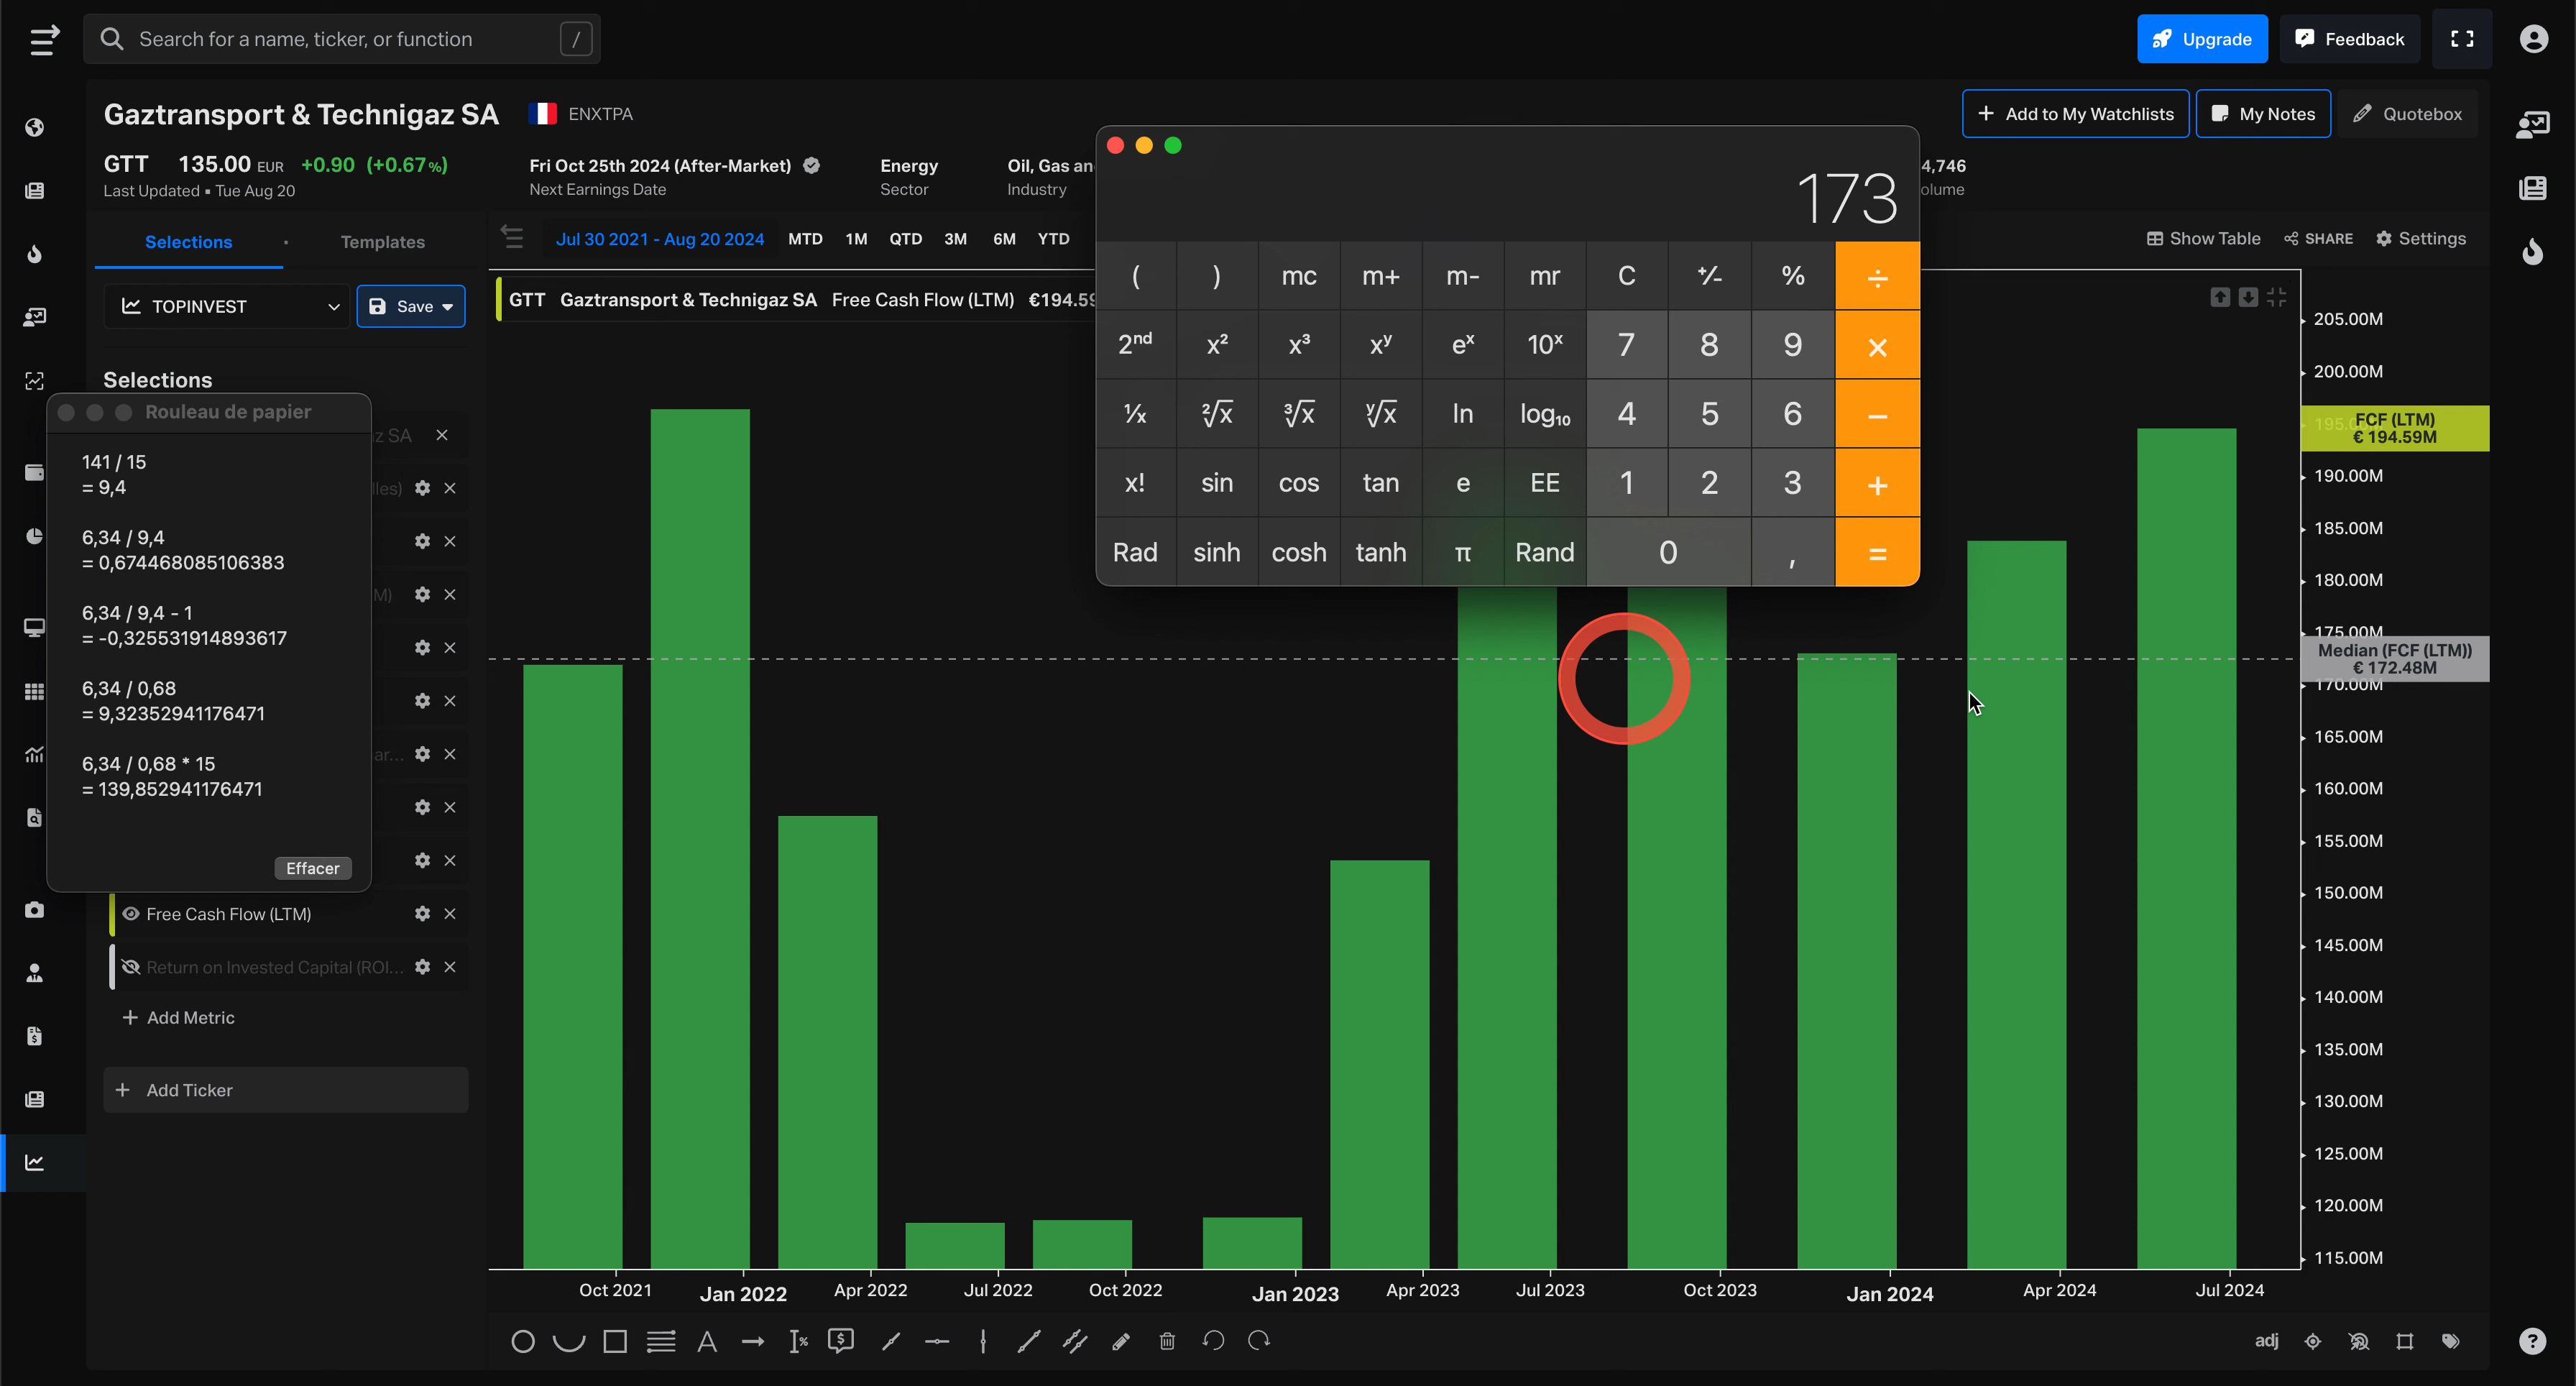 Search for a name, ticker, or function
/
Upgrade
Feedback
Gaztransport & Technigaz SA
ENXTPA
Add to My Watchlists
My Notes
Quotebox
GTT 135.00 EUR +0.90 (+0.67%)
Last Updated ▪ Tue Aug 20
Fri Oct 25th 2024 (After-Market)
Next Earnings Date
Energy
Sector
Oil, Gas an
Industry
4,746
olume
Selections
Templates
Jul 30 2021 - Aug 20 2024
MTD 1M QTD 3M 6M YTD
Show Table
SHARE
Settings
TOPINVEST
Save
GTT Gaztransport & Technigaz SA Free Cash Flow (LTM) €194.59
Selections
z SA
lles)
M)
ar...
Rouleau de papier
141 / 15
= 9,4
6,34 / 9,4
= 0,674468085106383
6,34 / 9,4 - 1
= -0,325531914893617
6,34 / 0,68
= 9,32352941176471
6,34 / 0,68 * 15
= 139,852941176471
Effacer
Free Cash Flow (LTM)
Return on Invested Capital (ROI...
+ Add Metric
+ Add Ticker
173
( ) mc m+ m- mr C ⁺∕₋ % ÷
2ⁿᵈ x² x³ xʸ eˣ 10ˣ 7 8 9 ×
¹∕ₓ ²√x ³√x ʸ√x ln log₁₀ 4 5 6 −
x! sin cos tan e EE 1 2 3 +
Rad sinh cosh tanh π Rand 0 , =
205.00M
200.00M
195.0
FCF (LTM)
€ 194.59M
190.00M
185.00M
180.00M
175.00M
Median (FCF (LTM))
€ 172.48M
170.00M
165.00M
160.00M
155.00M
150.00M
145.00M
140.00M
135.00M
130.00M
125.00M
120.00M
115.00M
Oct 2021 Jan 2022 Apr 2022 Jul 2022 Oct 2022 Jan 2023 Apr 2023 Jul 2023 Oct 2023 Jan 2024 Apr 2024 Jul 2024
adj